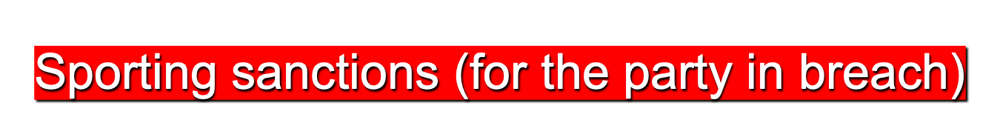 Sporting sanctions (for the party in breach)